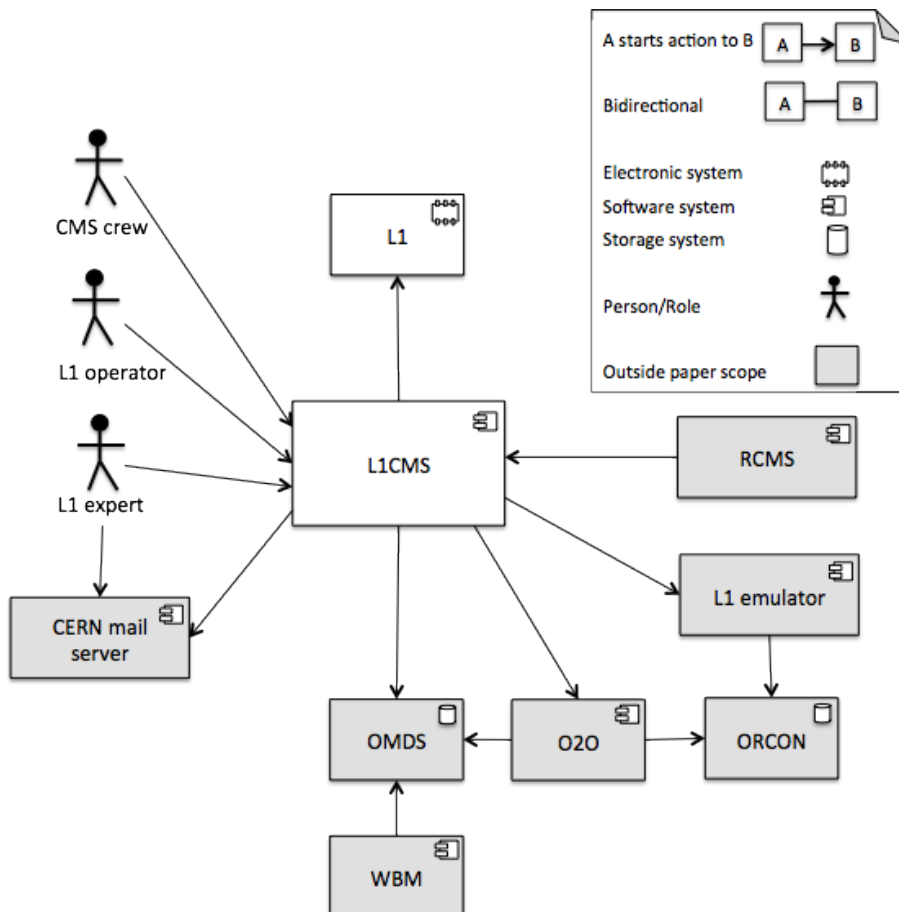 A starts action to B
A
B
Bidirectional
A
B
Electronic system
Software system
Storage system
Person/Role
Outside paper scope
CMS crew
L1
L1 operator
L1CMS
RCMS
L1 expert
L1 emulator
CERN mail
server
OMDS
O2O
ORCON
WBM